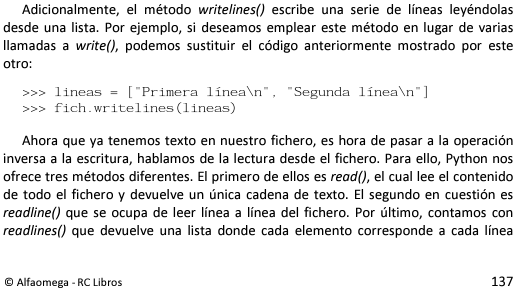 Adicionalmente, el método writelines() escribe una serie de líneas leyéndolas
desde una lista. Por ejemplo, si deseamos emplear este método en lugar de varias
llamadas a write(), podemos sustituir el código anteriormente mostrado por este
otro:
>>> lineas = ["Primera línea\n", "Segunda línea\n"]
>>> fich.writelines(lineas)
Ahora que ya tenemos texto en nuestro fichero, es hora de pasar a la operación
inversa a la escritura, hablamos de la lectura desde el fichero. Para ello, Python nos
ofrece tres métodos diferentes. El primero de ellos es read(), el cual lee el contenido
de todo el fichero y devuelve un única cadena de texto. El segundo en cuestión es
readline() que se ocupa de leer línea a línea del fichero. Por último, contamos con
readlines() que devuelve una lista donde cada elemento corresponde a cada línea
© Alfaomega - RC Libros 137